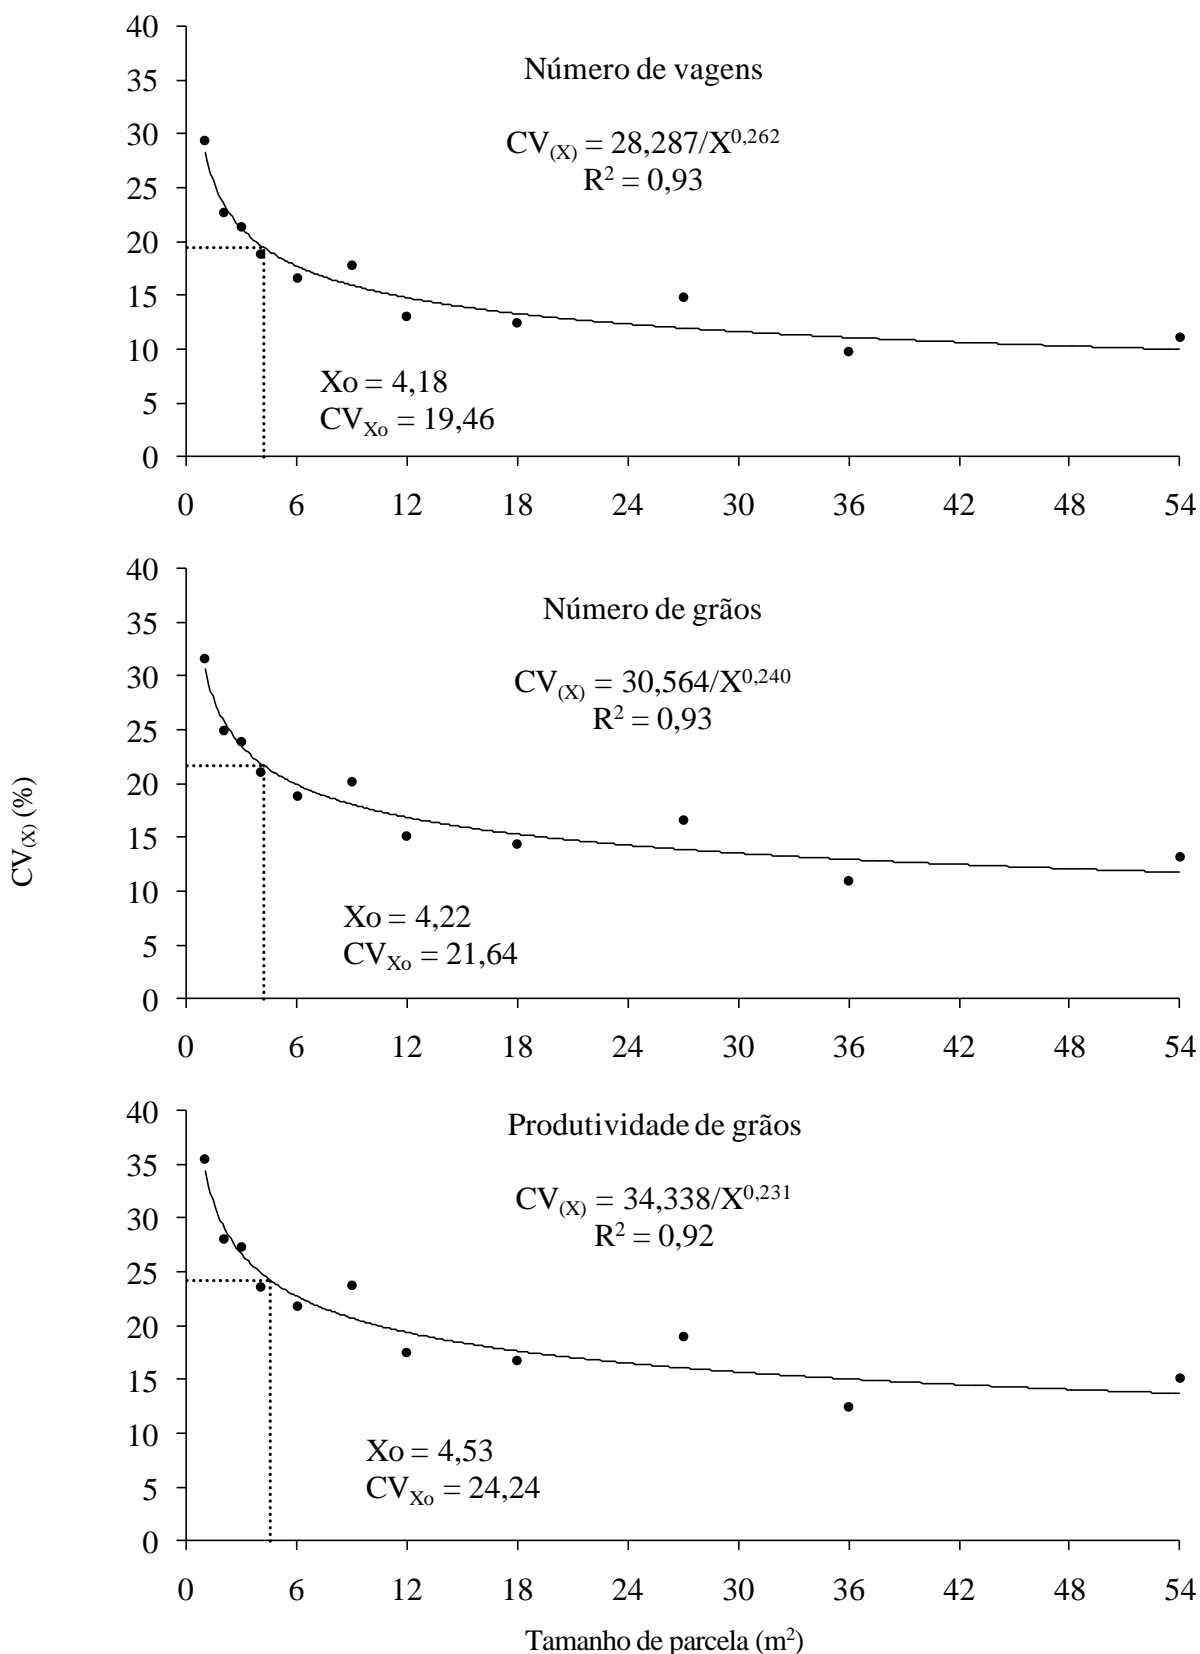 40
35
30
25
20
15
10
5
0
Número de vagens
CV(X) = 28,287/X^0,262
R² = 0,93
Xo = 4,18
CVXo = 19,46
0 6 12 18 24 30 36 42 48 54
CV(X) (%)
40
35
30
25
20
15
10
5
0
Número de grãos
CV(X) = 30,564/X^0,240
R² = 0,93
Xo = 4,22
CVXo = 21,64
0 6 12 18 24 30 36 42 48 54
40
35
30
25
20
15
10
5
0
Produtividade de grãos
CV(X) = 34,338/X^0,231
R² = 0,92
Xo = 4,53
CVXo = 24,24
0 6 12 18 24 30 36 42 48 54
Tamanho de parcela (m²)